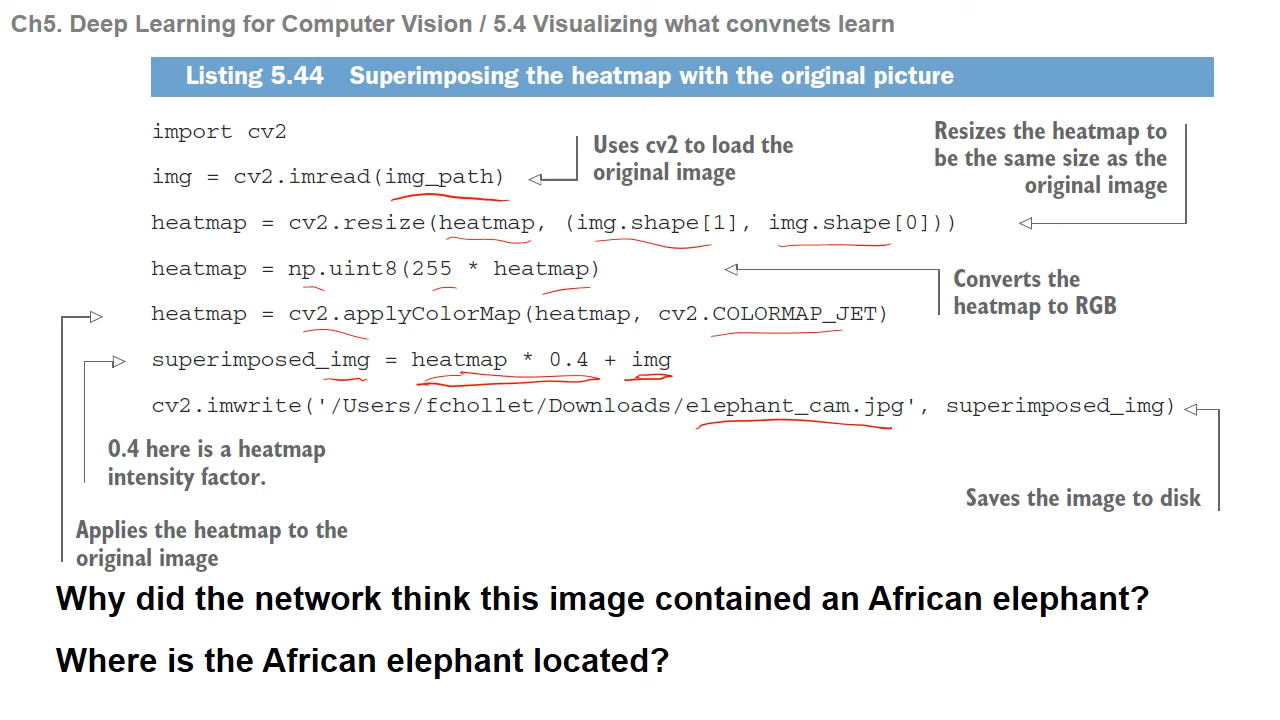 Ch5. Deep Learning for Computer Vision / 5.4 Visualizing what convnets learn
Listing 5.44 Superimposing the heatmap with the original picture
import cv2
img = cv2.imread(img_path)
Uses cv2 to load the
original image
Resizes the heatmap to
be the same size as the
original image
heatmap = cv2.resize(heatmap, (img.shape[1], img.shape[0]))
heatmap = np.uint8(255 * heatmap)
Converts the
heatmap to RGB
heatmap = cv2.applyColorMap(heatmap, cv2.COLORMAP_JET)
superimposed_img = heatmap * 0.4 + img
cv2.imwrite('/Users/fchollet/Downloads/elephant_cam.jpg', superimposed_img)
0.4 here is a heatmap
intensity factor.
Saves the image to disk
Applies the heatmap to the
original image
Why did the network think this image contained an African elephant?
Where is the African elephant located?